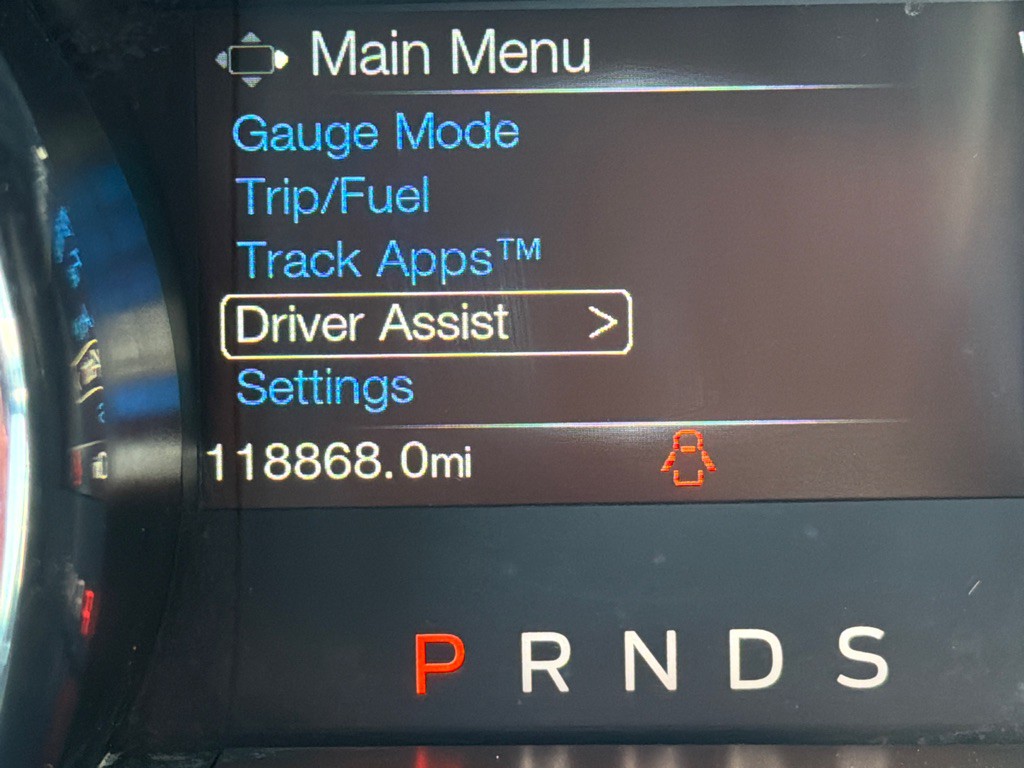 Main Menu
Gauge Mode
Trip/Fuel
Track Apps™
Driver Assist >
Settings
118868.0mi
P R N D S